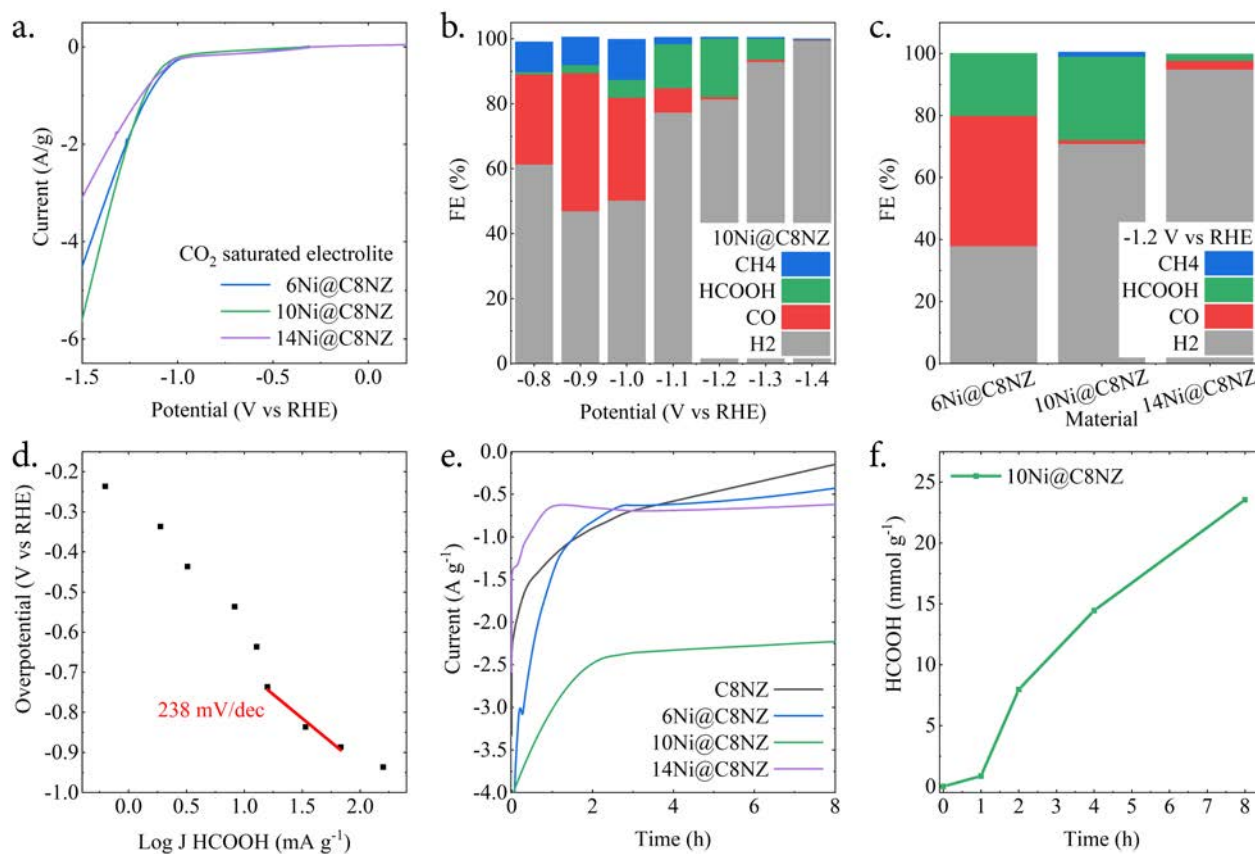 a.
0
-2
-4
-6
Current (A/g)
CO2 saturated electrolite
6Ni@C8NZ
10Ni@C8NZ
14Ni@C8NZ
-1.5 -1.0 -0.5 0.0
Potential (V vs RHE)
b.
100
80
60
40
20
0
FE (%)
10Ni@C8NZ
CH4
HCOOH
CO
H2
-0.8 -0.9 -1.0 -1.1 -1.2 -1.3 -1.4
Potential (V vs RHE)
c.
100
80
60
40
20
0
FE (%)
-1.2 V vs RHE
CH4
HCOOH
CO
H2
6Ni@C8NZ 10Ni@C8NZ 14Ni@C8NZ
Material
d.
-0.2
-0.3
-0.4
-0.5
-0.6
-0.7
-0.8
-0.9
-1.0
Overpotential (V vs RHE)
238 mV/dec
0.0 0.5 1.0 1.5 2.0
Log J HCOOH (mA g-1)
e.
0.0
-0.5
-1.0
-1.5
-2.0
-2.5
-3.0
-3.5
-4.0
Current (A g-1)
C8NZ
6Ni@C8NZ
10Ni@C8NZ
14Ni@C8NZ
0 2 4 6 8
Time (h)
f.
25
20
15
10
5
0
HCOOH (mmol g-1)
10Ni@C8NZ
0 1 2 3 4 5 6 7 8
Time (h)